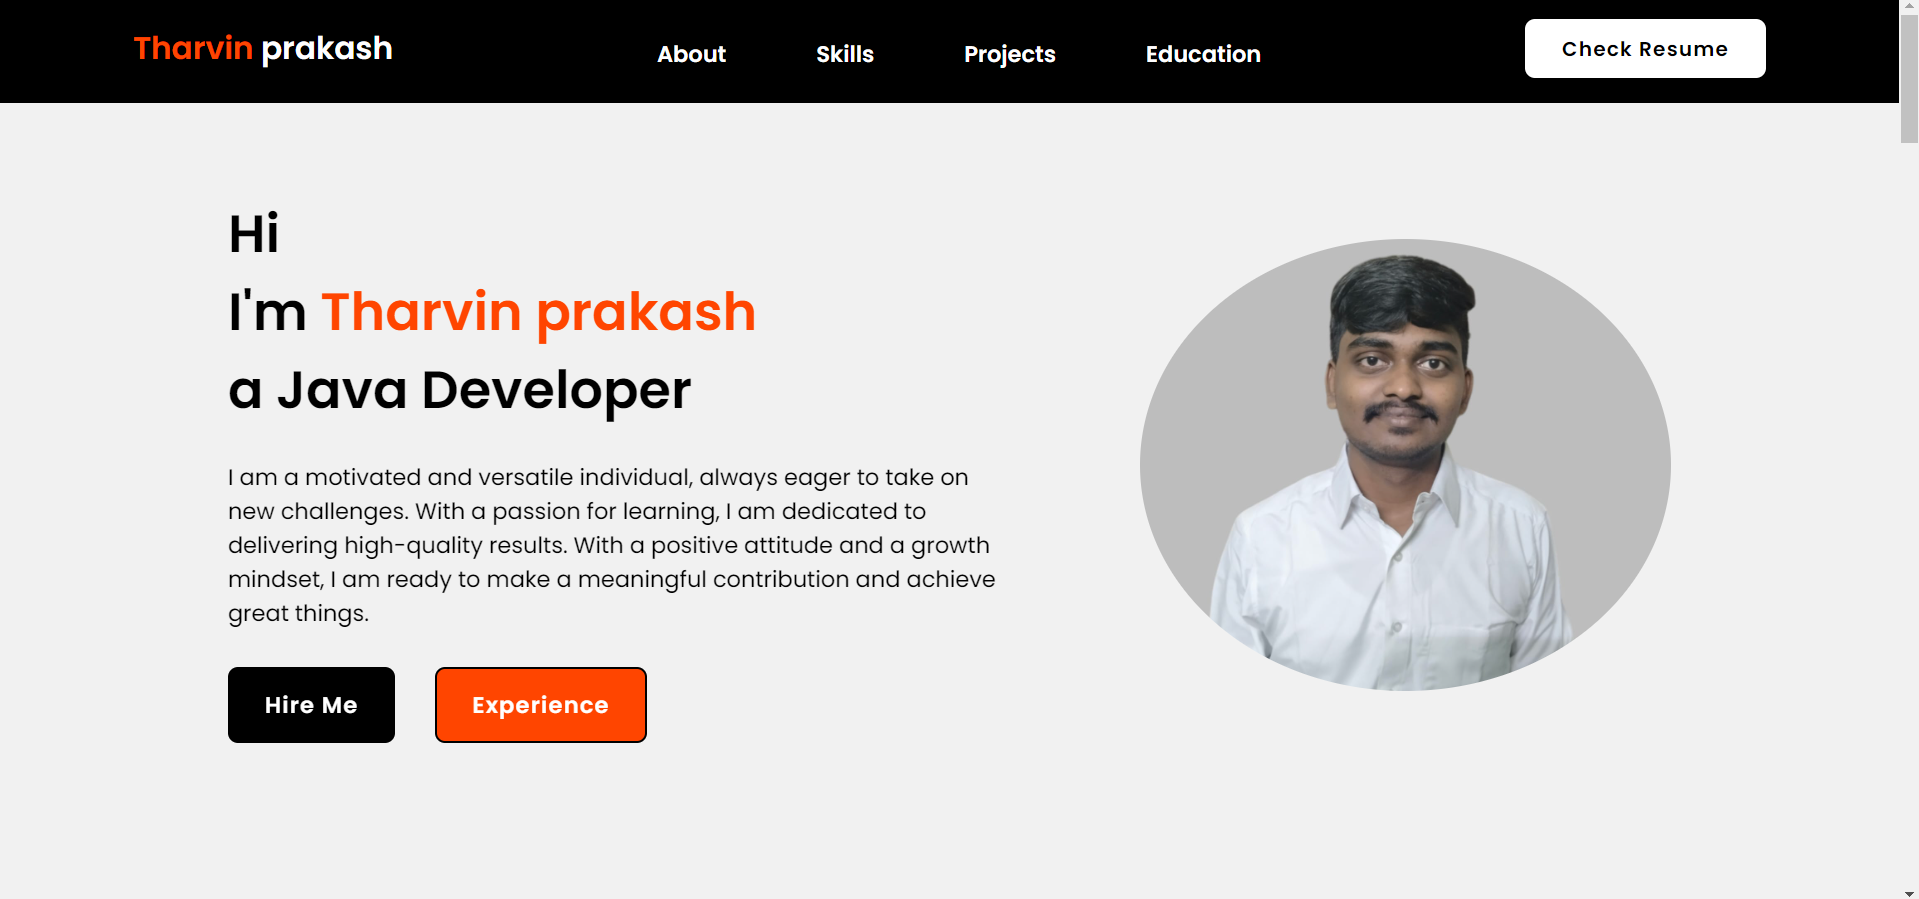 Tharvin prakash
About
Skills
Projects
Education
Check Resume
Hi
I'm Tharvin prakash
a Java Developer
I am a motivated and versatile individual, always eager to take on
new challenges. With a passion for learning, I am dedicated to
delivering high-quality results. With a positive attitude and a growth
mindset, I am ready to make a meaningful contribution and achieve
great things.
Hire Me
Experience